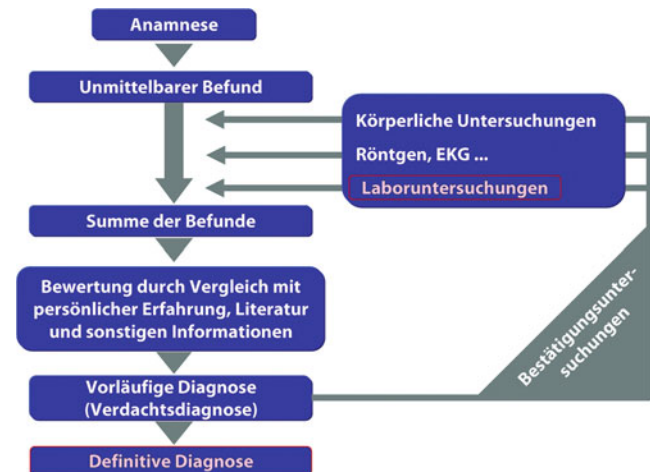 Anamnese
Unmittelbarer Befund
Körperliche Untersuchungen
Röntgen, EKG ...
Laboruntersuchungen
Summe der Befunde
Bewertung durch Vergleich mit
persönlicher Erfahrung, Literatur
und sonstigen Informationen
Bestätigungsunter-
suchungen
Vorläufige Diagnose
(Verdachtsdiagnose)
Definitive Diagnose